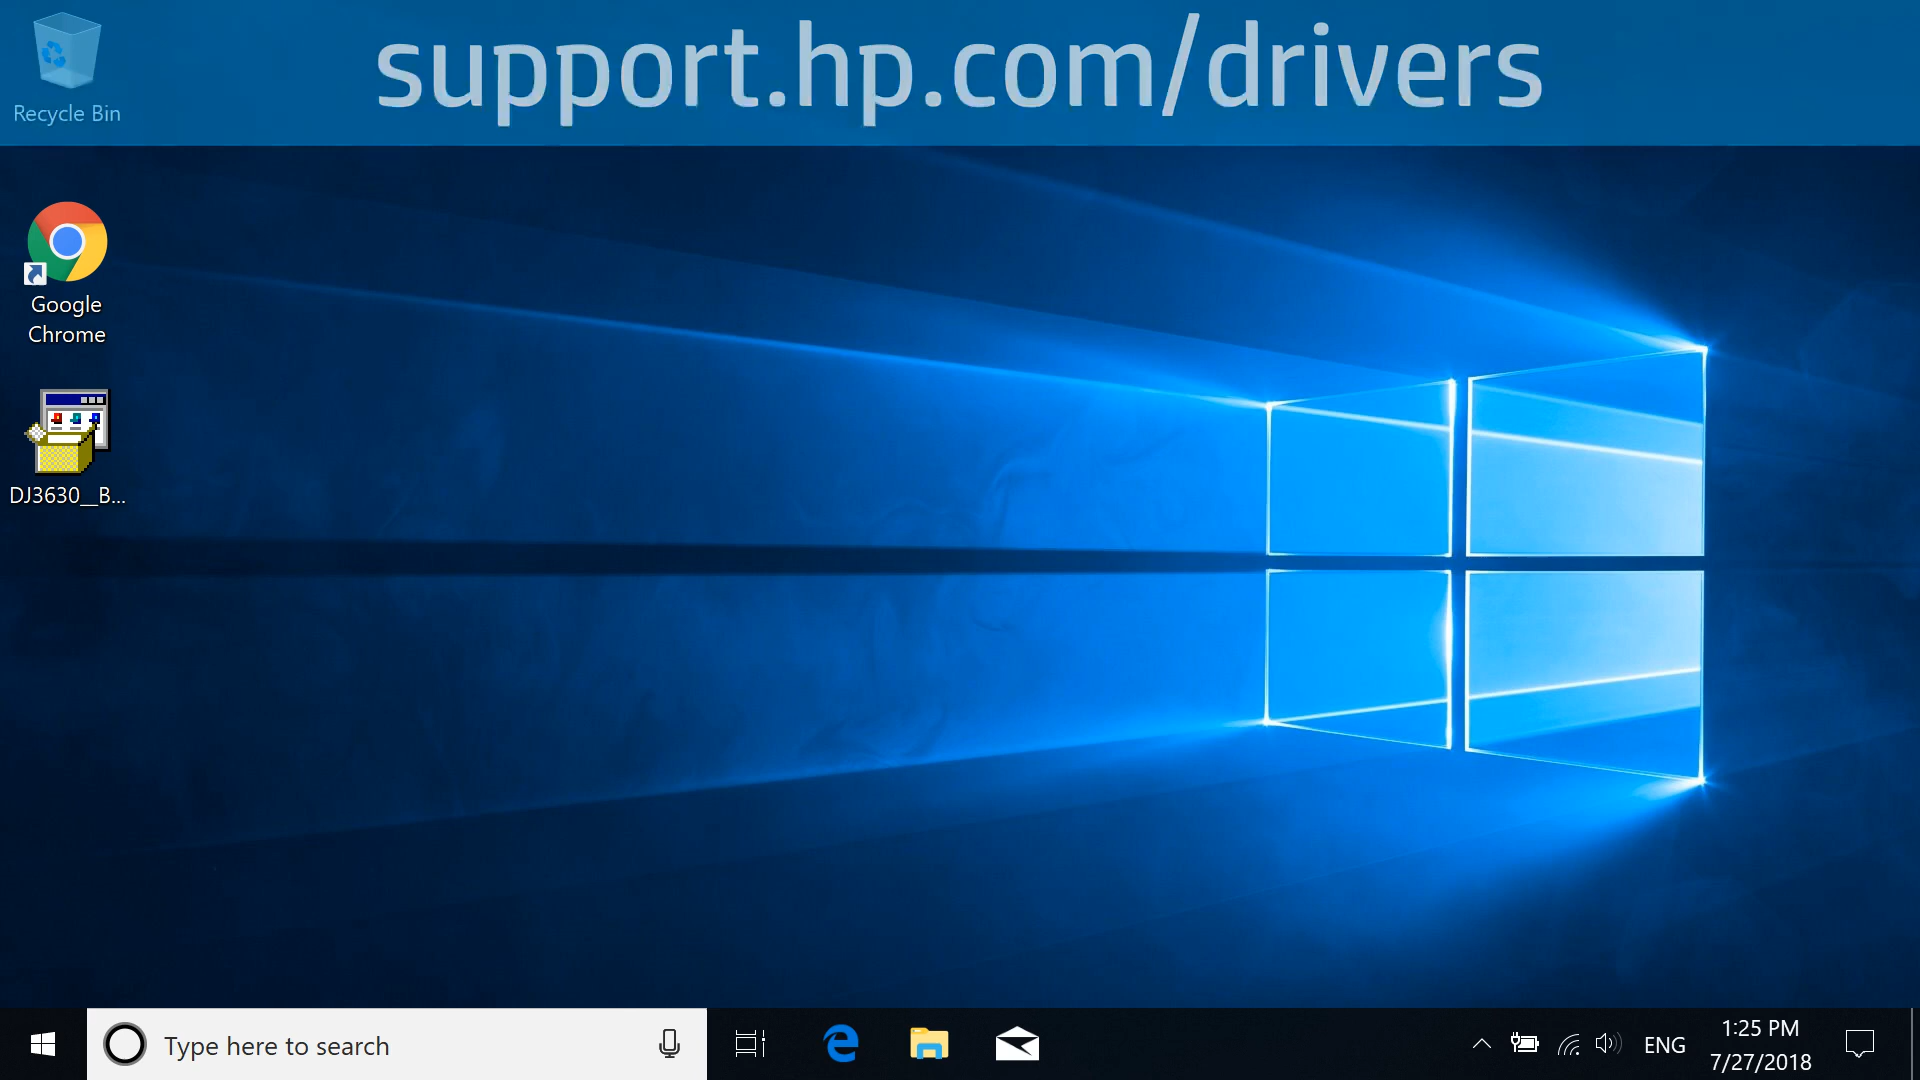 support.hp.com/drivers
Recycle Bin
Google
Chrome
DJ3630__B...
Type here to search
ENG
1:25 PM
7/27/2018